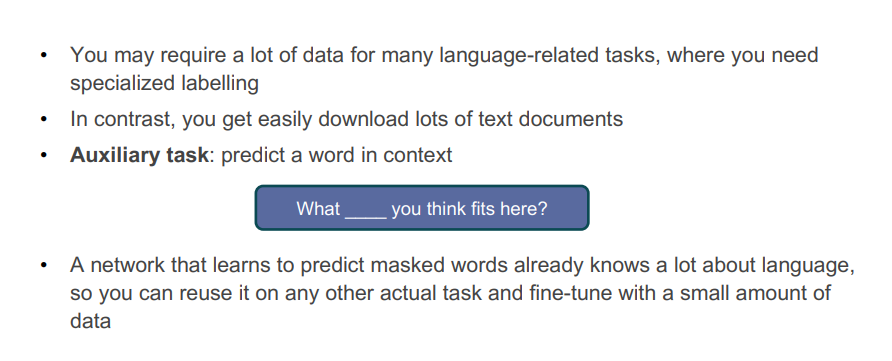 • You may require a lot of data for many language-related tasks, where you need
specialized labelling
• In contrast, you get easily download lots of text documents
• Auxiliary task: predict a word in context
What ____ you think fits here?
• A network that learns to predict masked words already knows a lot about language,
so you can reuse it on any other actual task and fine-tune with a small amount of
data